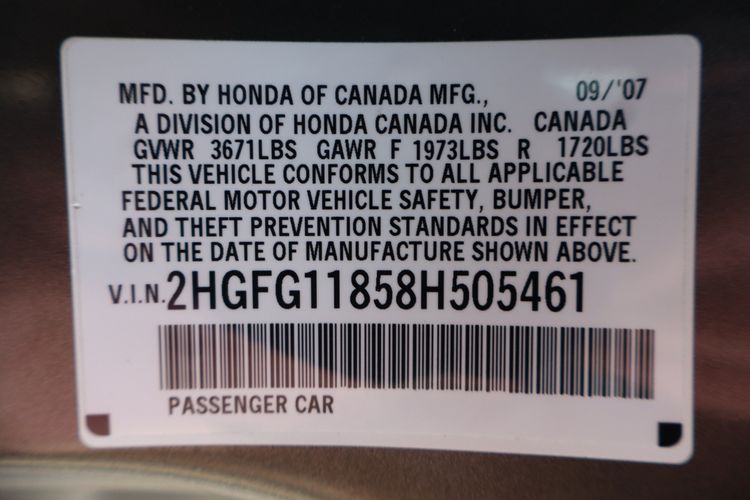 MFD. BY HONDA OF CANADA MFG., 09/'07
A DIVISION OF HONDA CANADA INC. CANADA
GVWR 3671LBS GAWR F 1973LBS R 1720LBS
THIS VEHICLE CONFORMS TO ALL APPLICABLE
FEDERAL MOTOR VEHICLE SAFETY, BUMPER,
AND THEFT PREVENTION STANDARDS IN EFFECT
ON THE DATE OF MANUFACTURE SHOWN ABOVE.
V.I.N. 2HGFG11858H505461
PASSENGER CAR